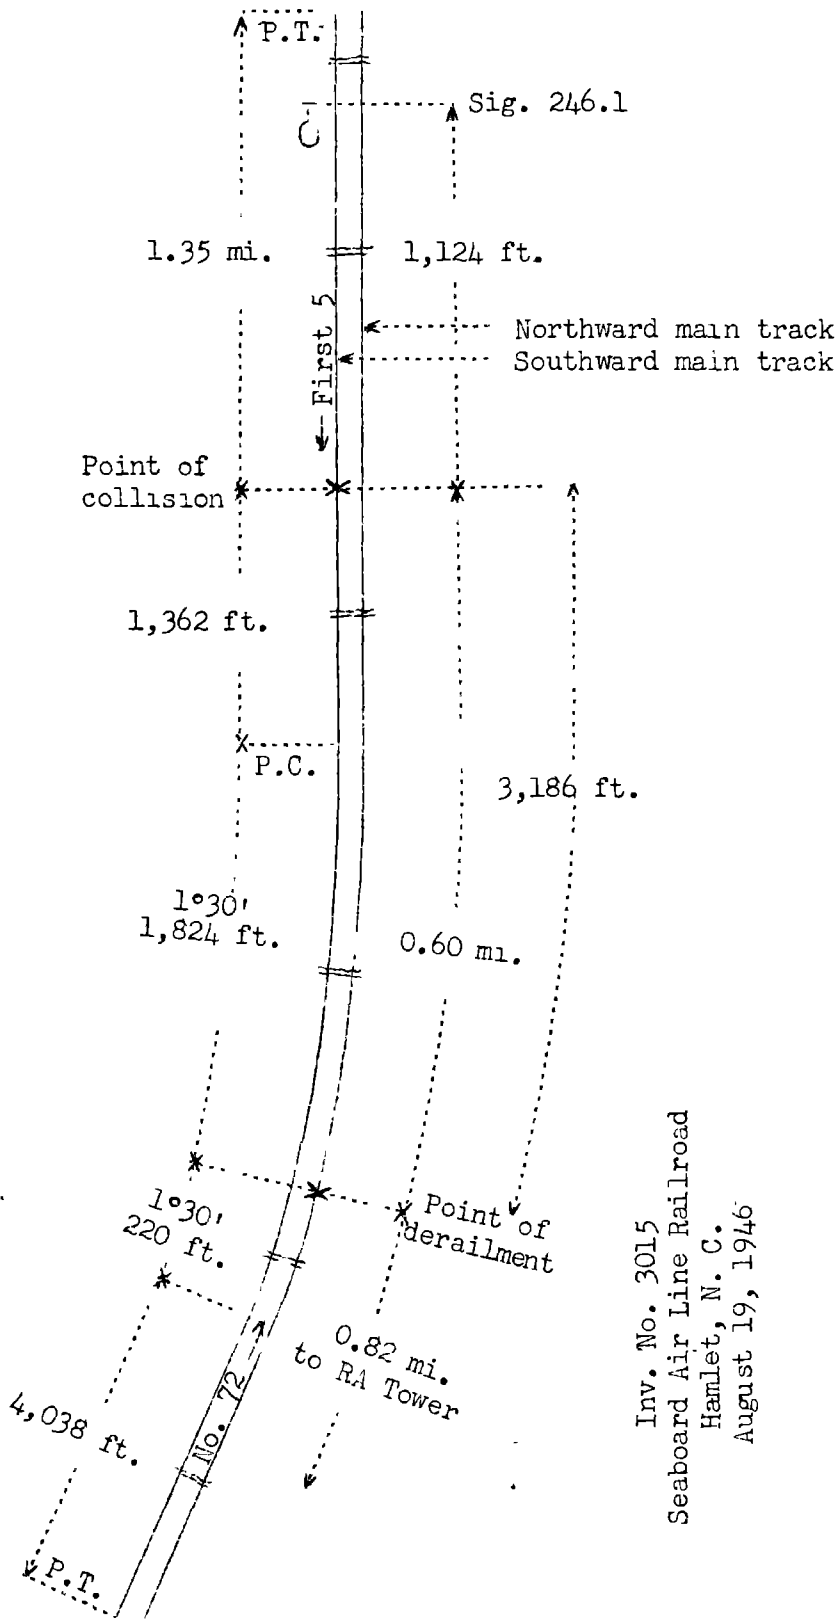 P.T.
Sig. 246.1
1.35 mi.
1,124 ft.
First 5
Northward main track
Southward main track
Point of
collision
1,362 ft.
P.C.
3,186 ft.
1°30'
1,824 ft.
0.60 mi.
1°30'
220 ft.
Point of
derailment
0.82 mi.
to RA Tower
No. 72
4,038 ft.
P.T.
Inv. No. 3015
Seaboard Air Line Railroad
Hamlet, N. C.
August 19, 1946